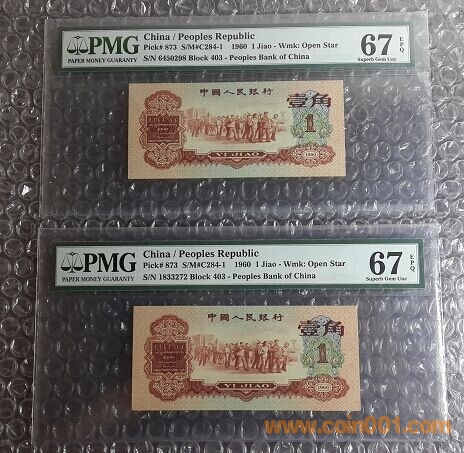 PMG
PAPER MONEY GUARANTY
China / Peoples Republic
Pick# 873 S/M#C284-1 1960 1 Jiao - Wmk: Open Star
S/N 6450298 Block 403 - Peoples Bank of China
67 EPQ
Superb Gem Unc
中国人民银行
壹角
1
YI JIAO
1960
PMG
PAPER MONEY GUARANTY
China / Peoples Republic
Pick# 873 S/M#C284-1 1960 1 Jiao - Wmk: Open Star
S/N 1833272 Block 403 - Peoples Bank of China
67 EPQ
Superb Gem Unc
中国人民银行
壹角
1
YI JIAO
1960
www.coin001.com